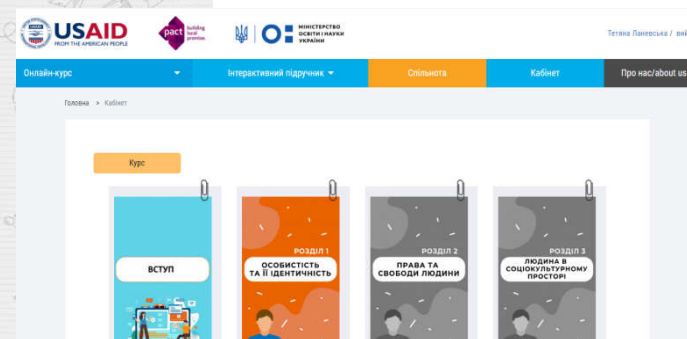 USAID
FROM THE AMERICAN PEOPLE
pact
building
local
promise.
МІНІСТЕРСТВО
ОСВІТИ І НАУКИ
УКРАЇНИ
Тетяна Ланевська /
Онлайн-курс
Інтерактивний підручник
Спільнота
Кабінет
Про нас/about us
Головна > Кабінет
Курс
ВСТУП
РОЗДІЛ 1
ОСОБИСТІСТЬ
ТА ЇЇ ІДЕНТИЧНІСТЬ
РОЗДІЛ 2
ПРАВА ТА
СВОБОДИ ЛЮДИНИ
РОЗДІЛ 3
ЛЮДИНА В
СОЦІОКУЛЬТУРНОМУ
ПРОСТОРІ